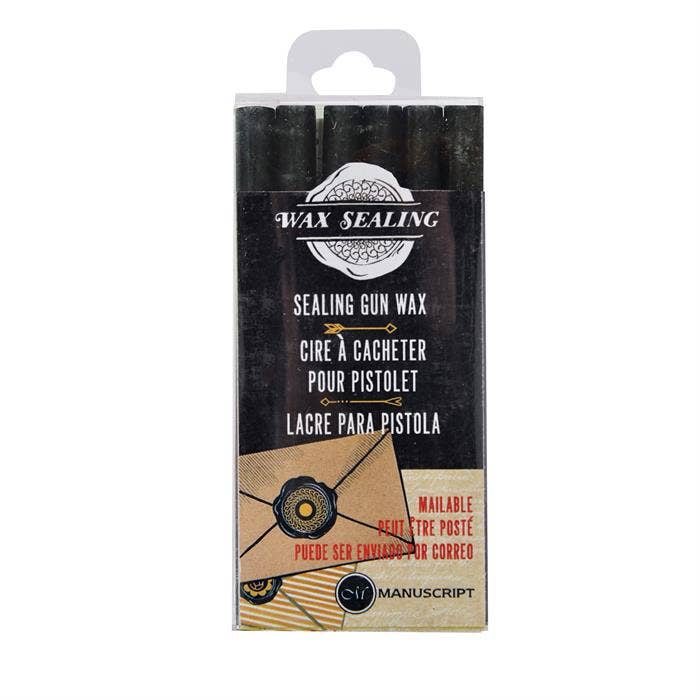 WAX SEALING
SEALING GUN WAX
CIRE À CACHETER
POUR PISTOLET
LACRE PARA PISTOLA
MAILABLE
PEUT ÊTRE POSTÉ
PUEDE SER ENVIADO POR CORREO
M MANUSCRIPT